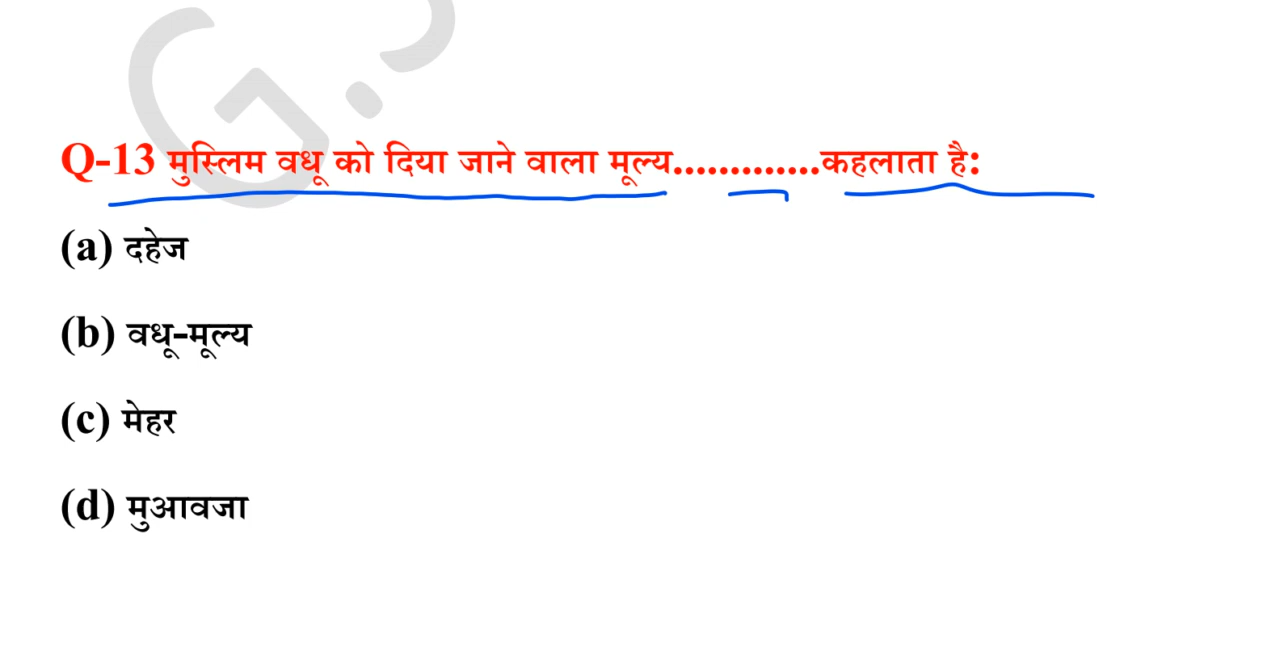 Q-13 मुस्लिम वधू को दिया जाने वाला मूल्य.............कहलाता है:
(a) दहेज
(b) वधू-मूल्य
(c) मेहर
(d) मुआवजा